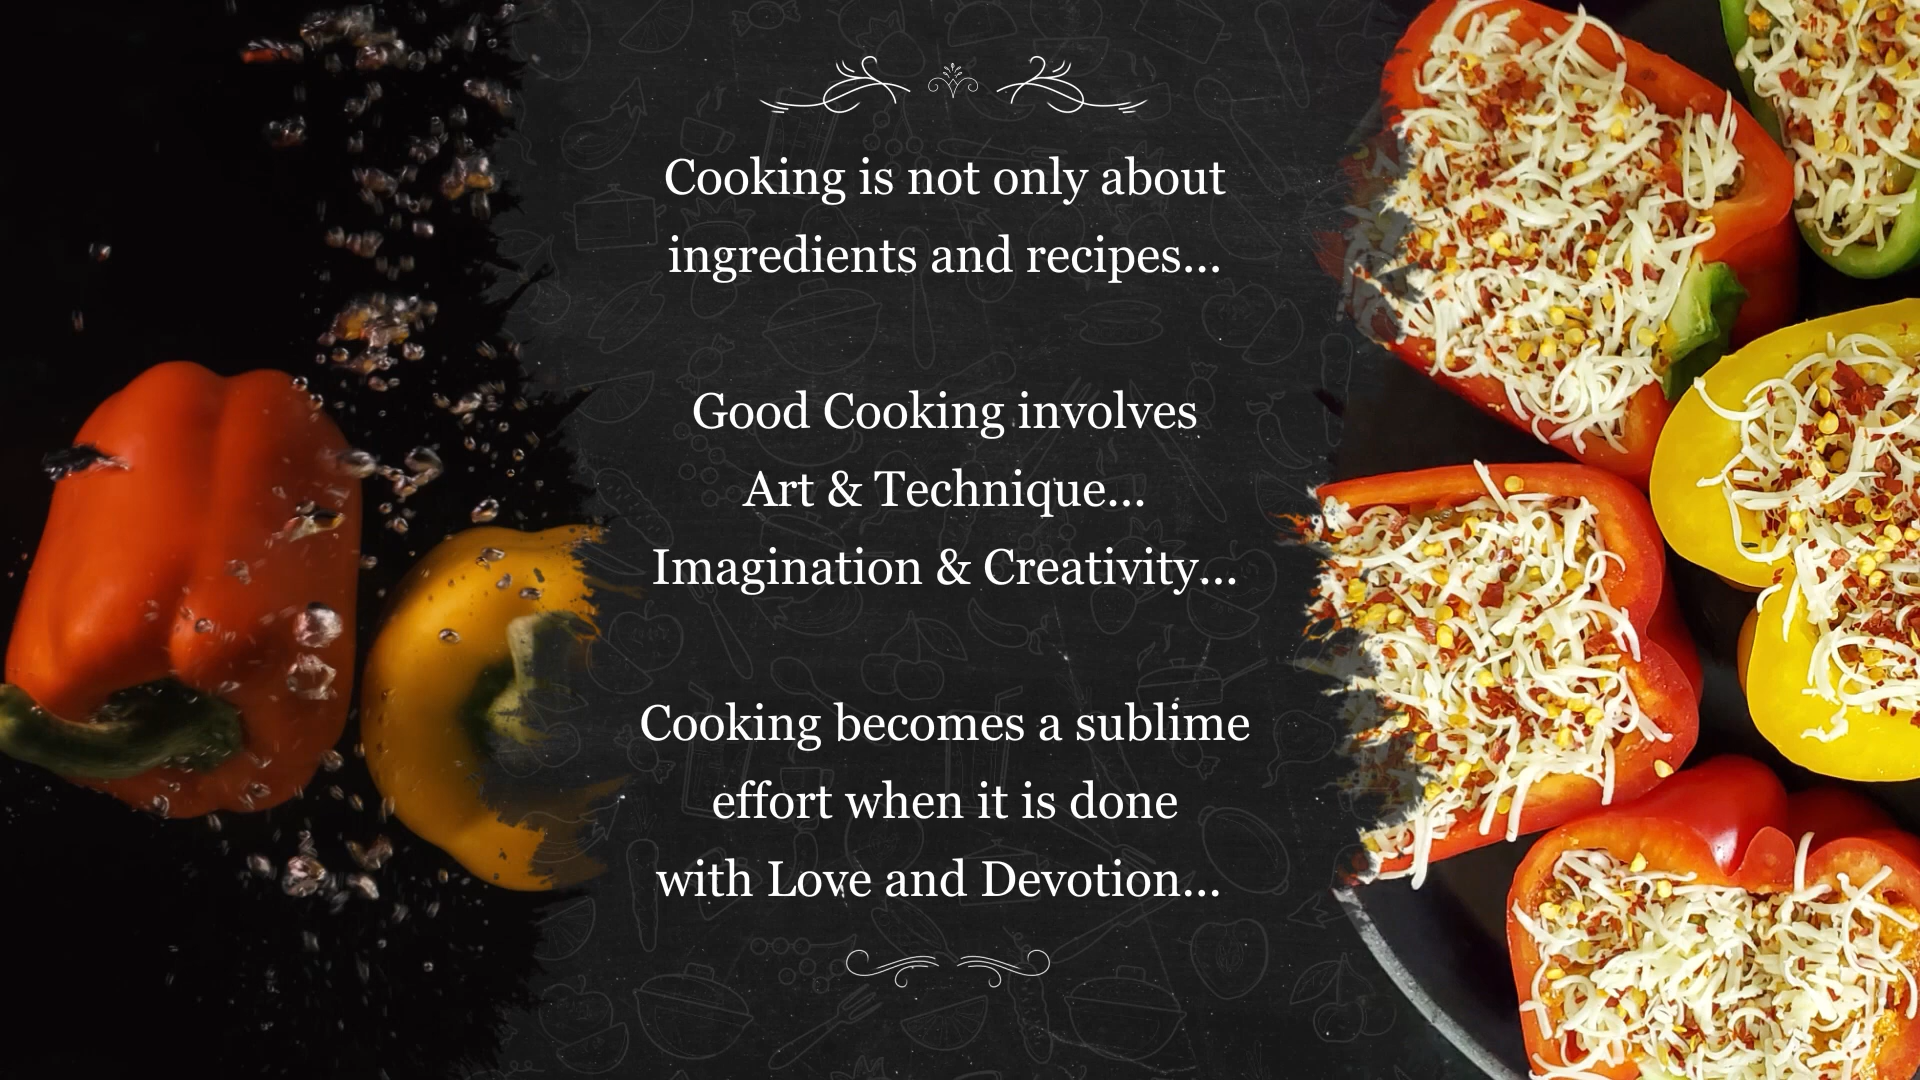 Cooking is not only about
ingredients and recipes...
Good Cooking involves
Art & Technique...
Imagination & Creativity...
Cooking becomes a sublime
effort when it is done
with Love and Devotion...